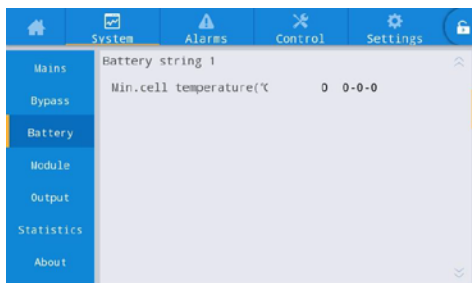 System Alarms Control Settings
Mains
Bypass
Battery
Module
Output
Statistics
About
Battery string 1
Min.cell temperature(℃ 0 0-0-0